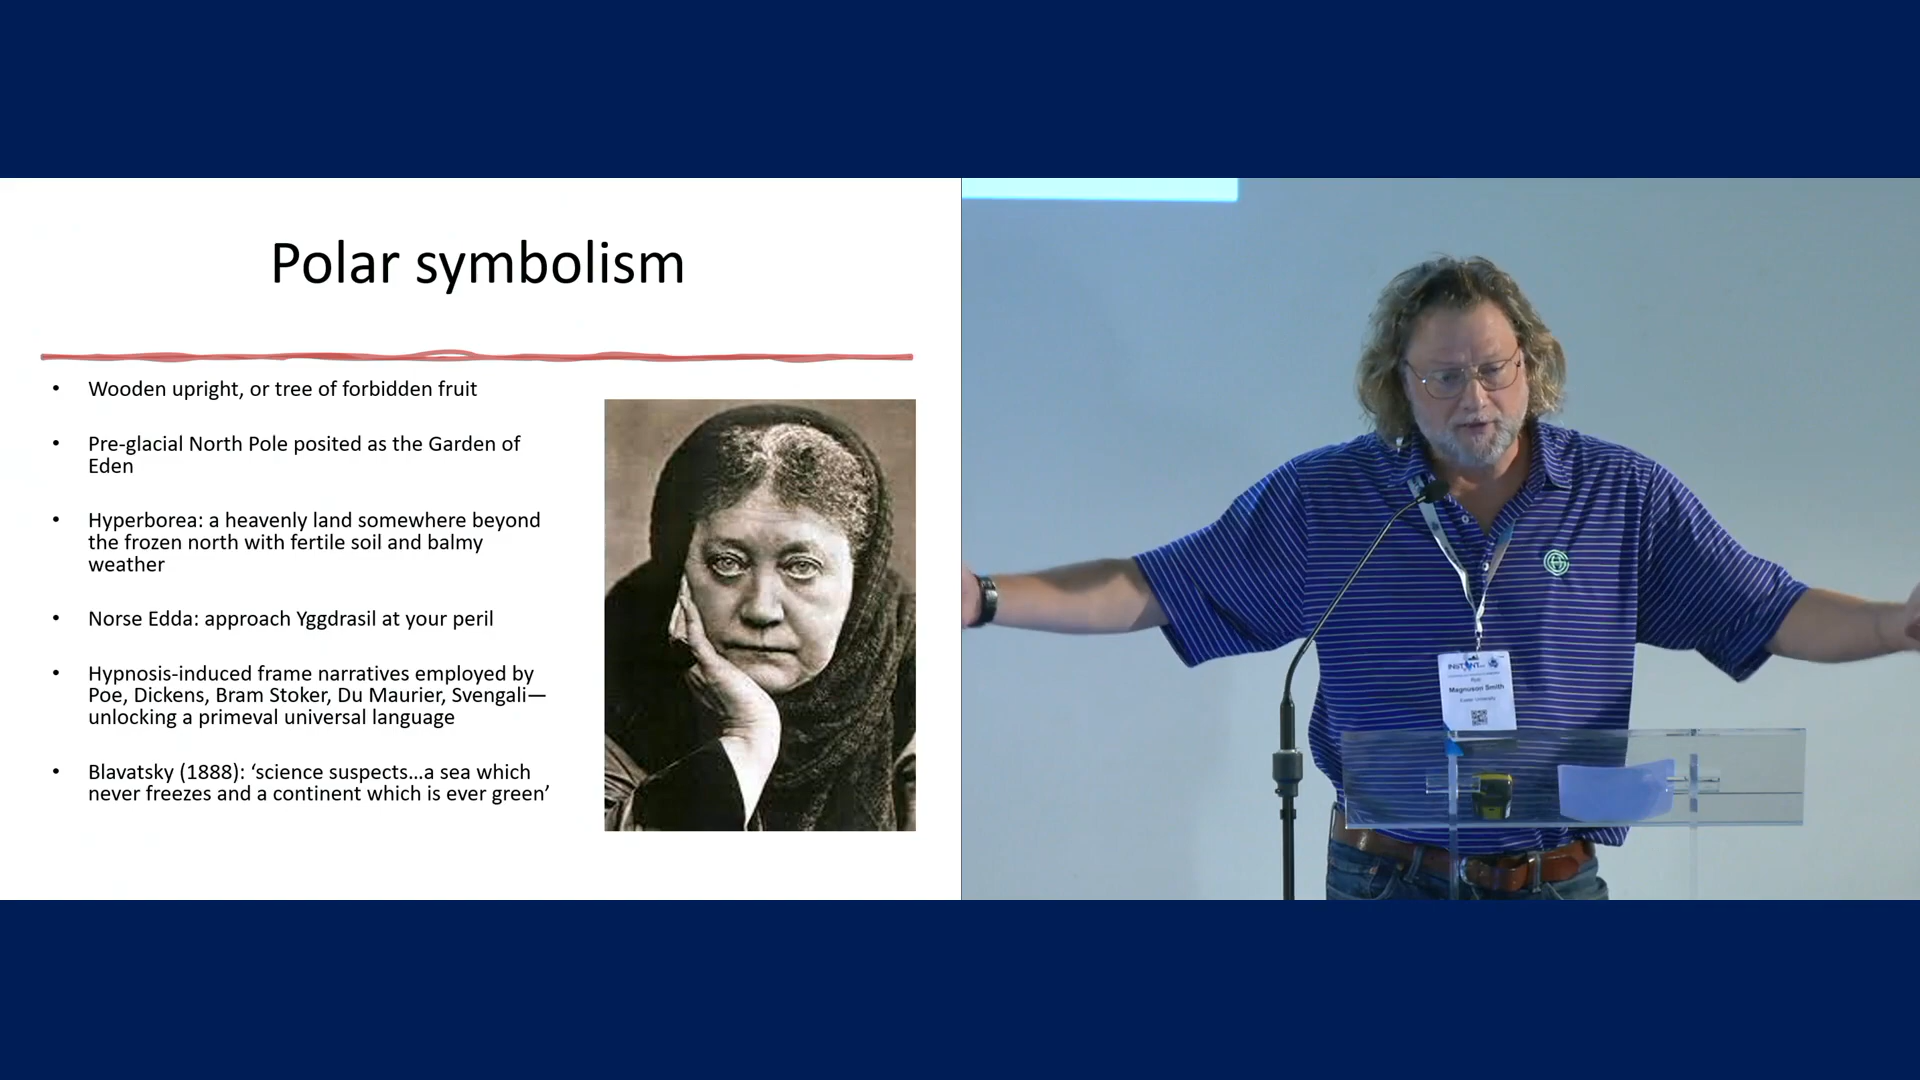 Polar symbolism
• Wooden upright, or tree of forbidden fruit
• Pre-glacial North Pole posited as the Garden of
Eden
• Hyperborea: a heavenly land somewhere beyond
the frozen north with fertile soil and balmy
weather
• Norse Edda: approach Yggdrasil at your peril
• Hypnosis-induced frame narratives employed by
Poe, Dickens, Bram Stoker, Du Maurier, Svengali—
unlocking a primeval universal language
• Blavatsky (1888): ‘science suspects…a sea which
never freezes and a continent which is ever green’
Magnuson Smith
Exeter University